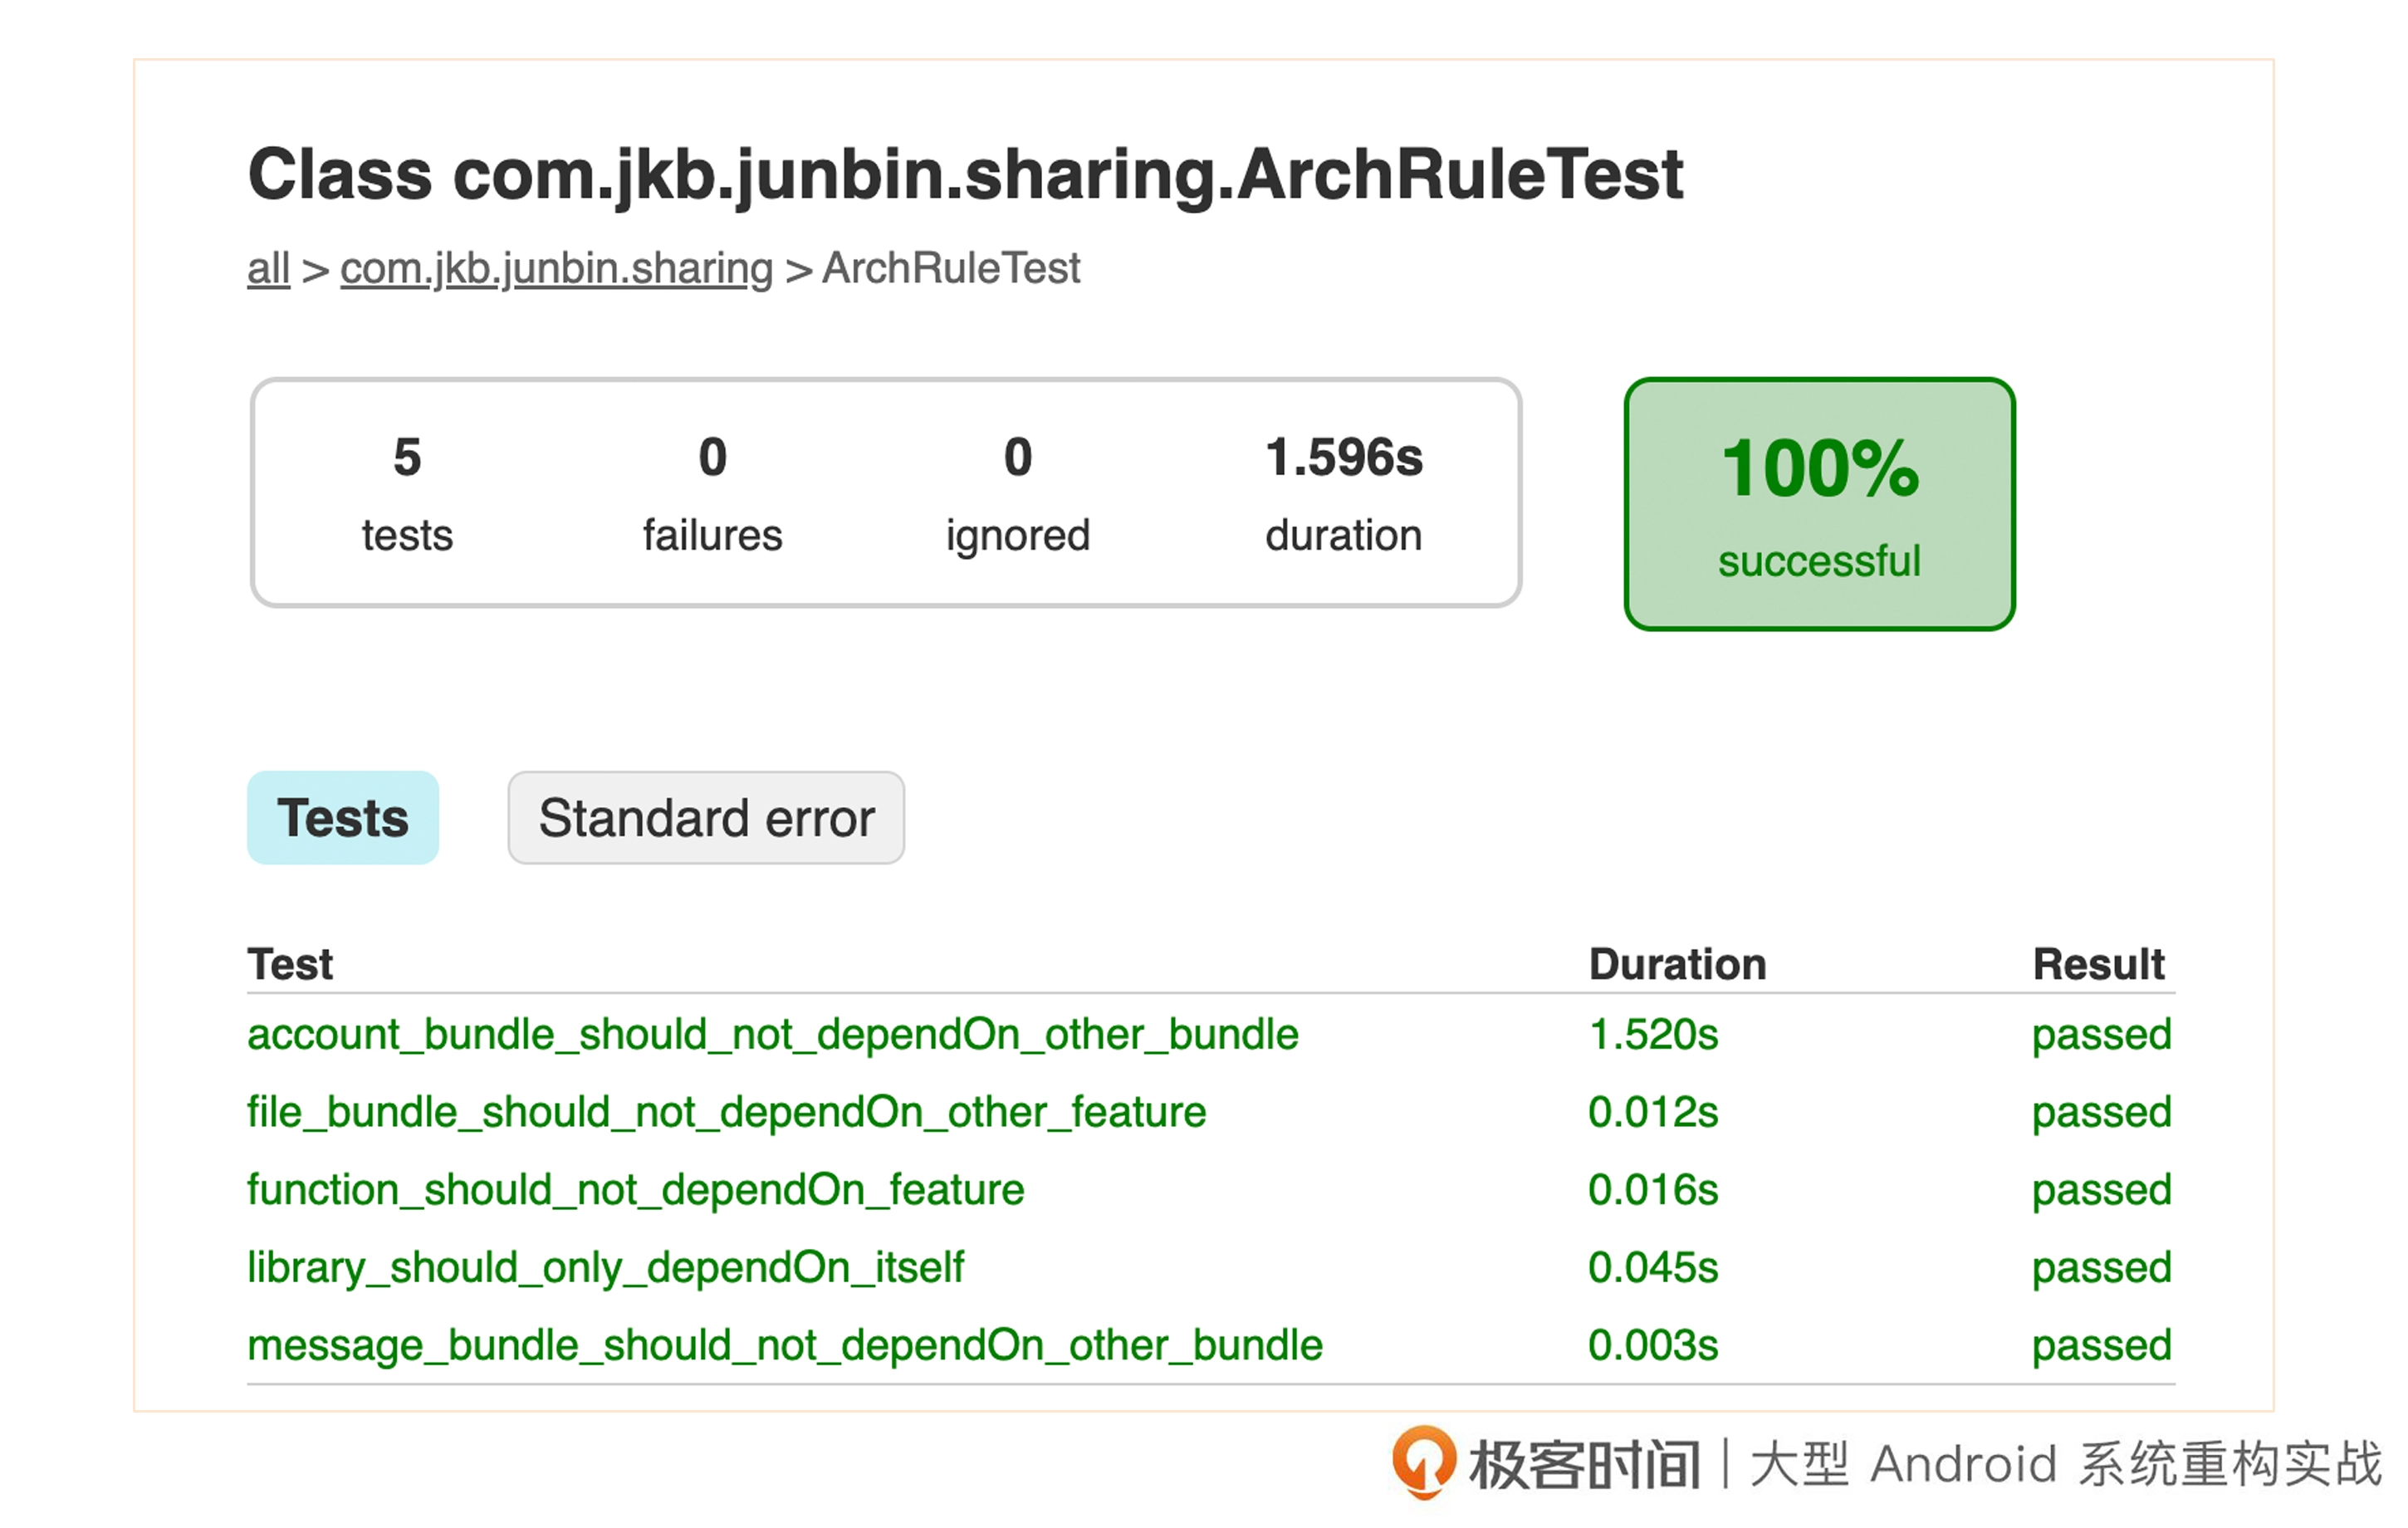 Class com.jkb.junbin.sharing.ArchRuleTest
all > com.jkb.junbin.sharing > ArchRuleTest
5 0 0 1.596s
tests failures ignored duration
100%
successful
Tests Standard error
Test Duration Result
account_bundle_should_not_dependOn_other_bundle 1.520s passed
file_bundle_should_not_dependOn_other_feature 0.012s passed
function_should_not_dependOn_feature 0.016s passed
library_should_only_dependOn_itself 0.045s passed
message_bundle_should_not_dependOn_other_bundle 0.003s passed
极客时间 | 大型 Android 系统重构实战